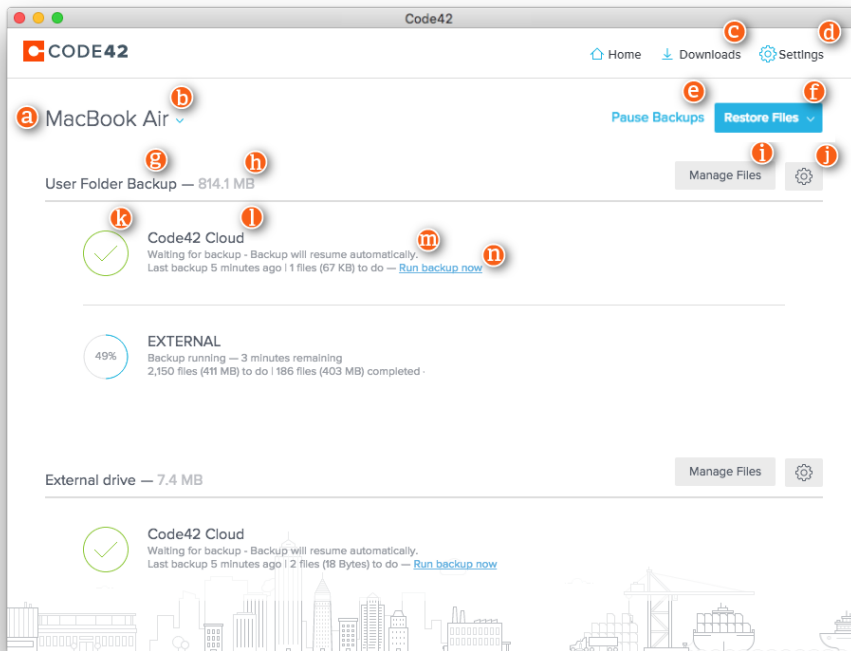 Code42
CODE42
Home Downloads c Settings d
a MacBook Air b
Pause Backups e Restore Files f
User Folder Backup g — 814.1 MB h
Manage Files i j
k Code42 Cloud l
Waiting for backup - Backup will resume automatically. m
Last backup 5 minutes ago | 1 files (67 KB) to do — Run backup now n
49%
EXTERNAL
Backup running — 3 minutes remaining
2,150 files (411 MB) to do | 186 files (403 MB) completed -
External drive — 7.4 MB
Manage Files
Code42 Cloud
Waiting for backup - Backup will resume automatically.
Last backup 5 minutes ago | 2 files (18 Bytes) to do — Run backup now